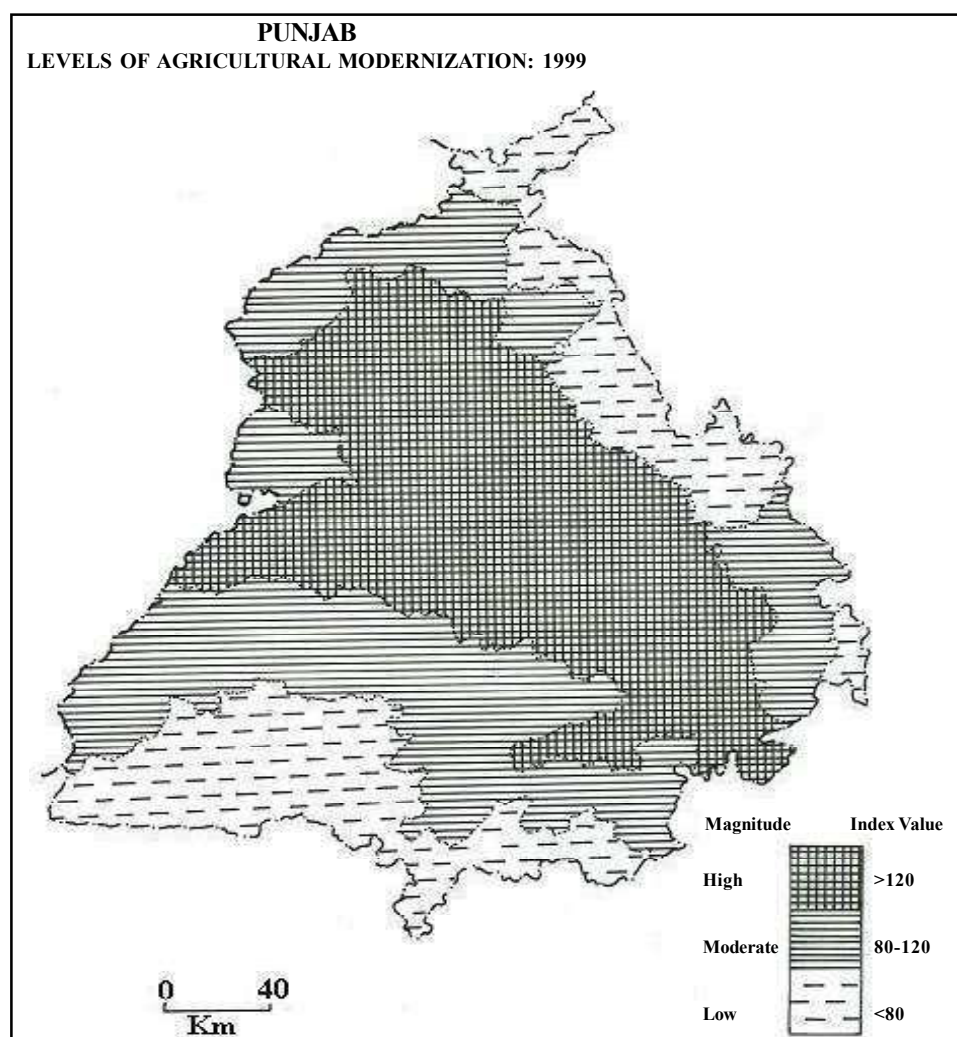 PUNJAB
LEVELS OF AGRICULTURAL MODERNIZATION: 1999
Magnitude Index Value
High >120
Moderate 80-120
Low <80
0 40
Km